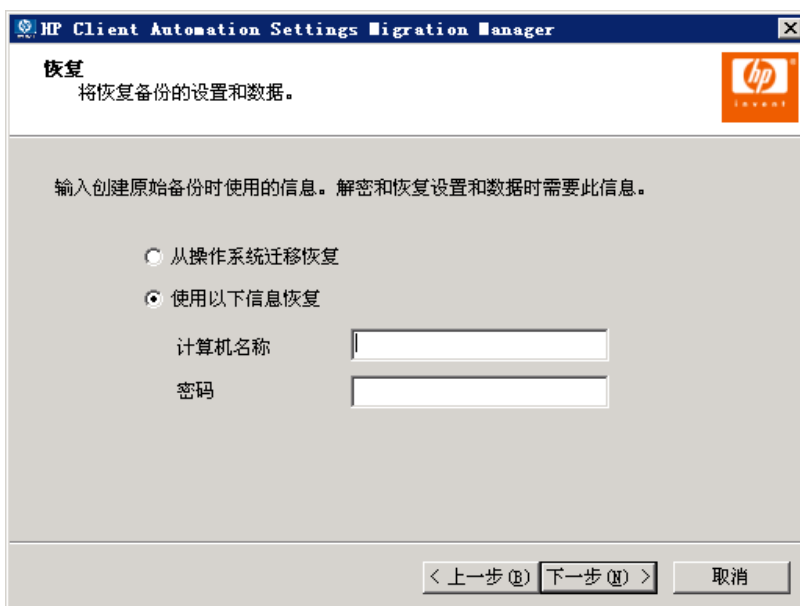 HP Client Automation Settings Migration Manager
恢复
将恢复备份的设置和数据。
hp
invent
输入创建原始备份时使用的信息。解密和恢复设置和数据时需要此信息。
从操作系统迁移恢复
使用以下信息恢复
计算机名称
密码
< 上一步(B) 下一步(N) > 取消